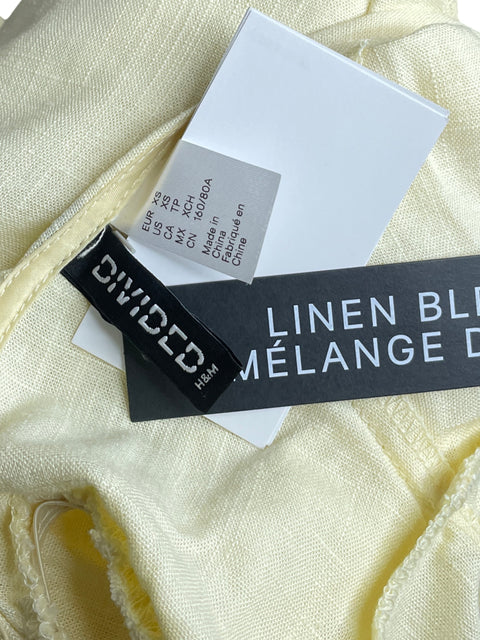 EUR XS
US XS
CA TP
MX XCH
CN 160/80A
Made in
China
Fabriqué en
Chine
DIVIDED
H&M
LINEN BLE
MÉLANGE D